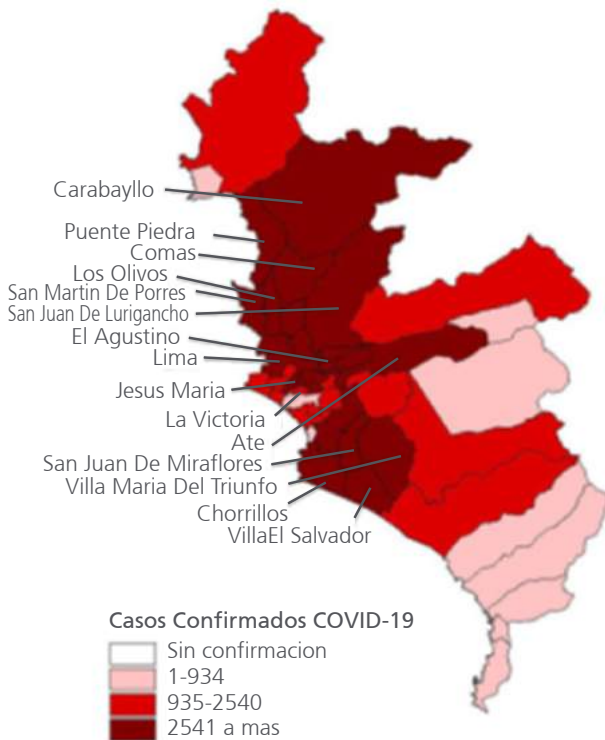 Carabayllo
Puente Piedra
Comas
Los Olivos
San Martin De Porres
San Juan De Lurigancho
El Agustino
Lima
Jesus Maria
La Victoria
Ate
San Juan De Miraflores
Villa Maria Del Triunfo
Chorrillos
VillaEl Salvador
Casos Confirmados COVID-19
Sin confirmacion
1-934
935-2540
2541 a mas